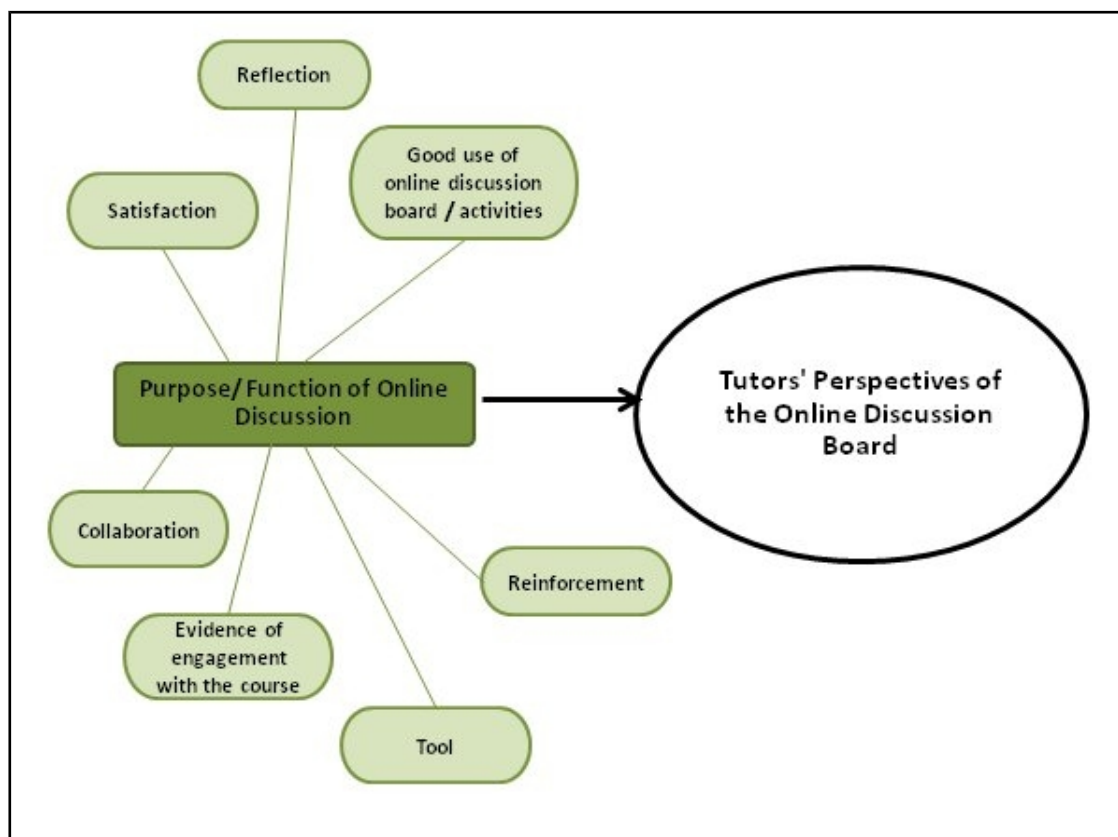 Reflection
Good use of
online discussion
board / activities
Satisfaction
Purpose/ Function of Online
Discussion
Tutors' Perspectives of
the Online Discussion
Board
Collaboration
Reinforcement
Evidence of
engagement
with the course
Tool